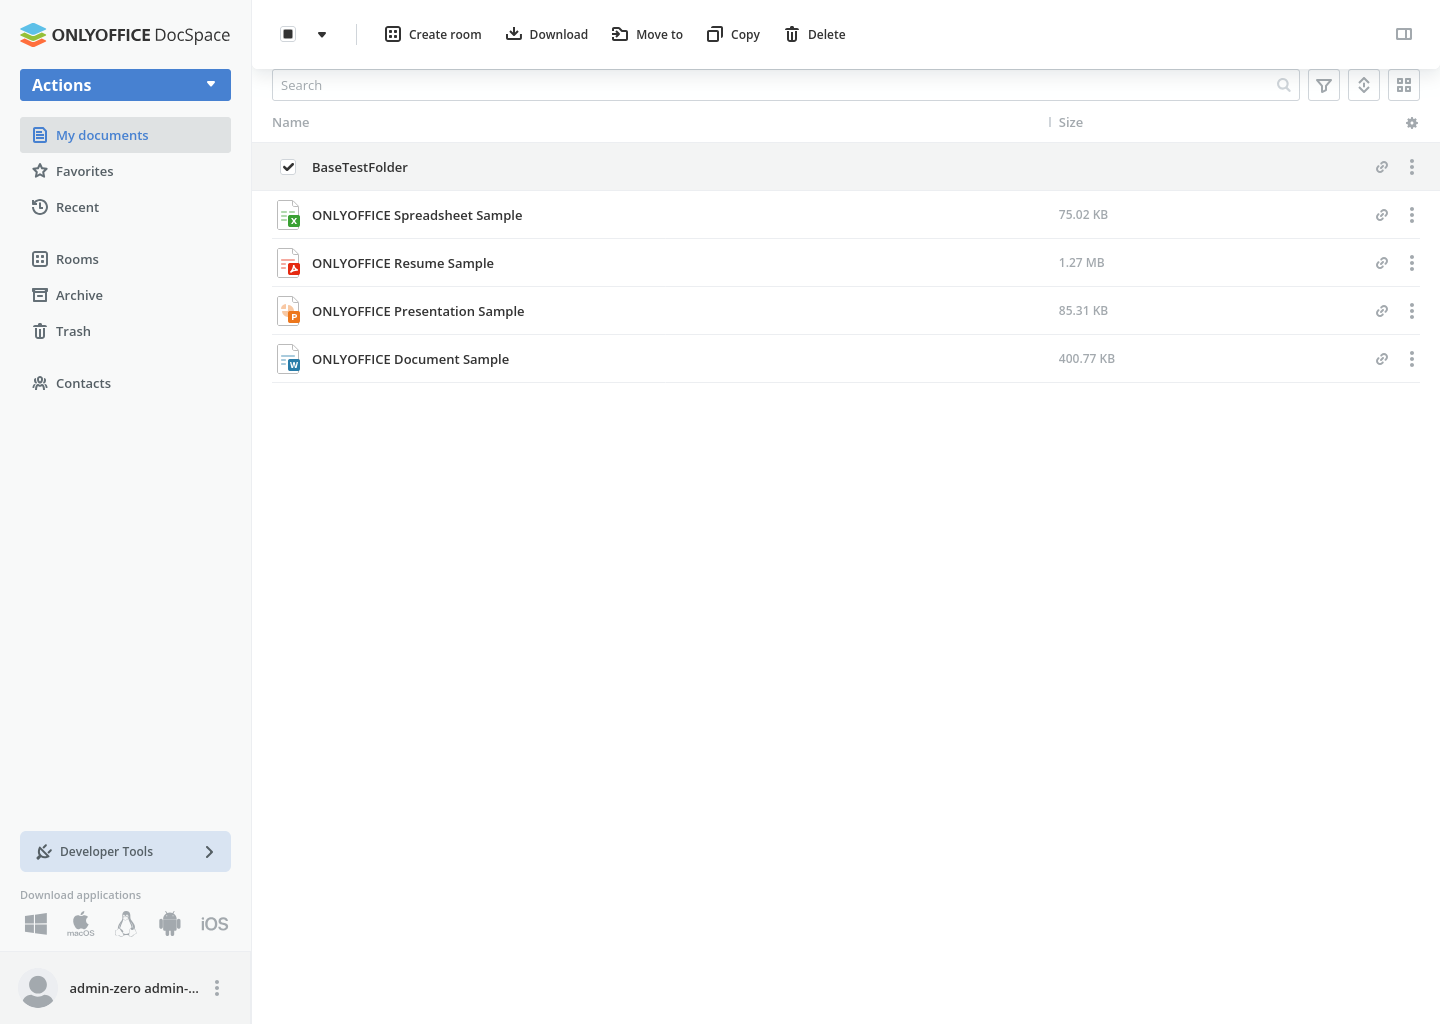 ONLYOFFICE DocSpace
Create room
Download
Move to
Copy
Delete
Actions
Search
My documents
Favorites
Recent
Rooms
Archive
Trash
Contacts
Name
Size
BaseTestFolder
ONLYOFFICE Spreadsheet Sample
75.02 KB
ONLYOFFICE Resume Sample
1.27 MB
ONLYOFFICE Presentation Sample
85.31 KB
ONLYOFFICE Document Sample
400.77 KB
Developer Tools
Download applications
macOS
iOS
admin-zero admin-...